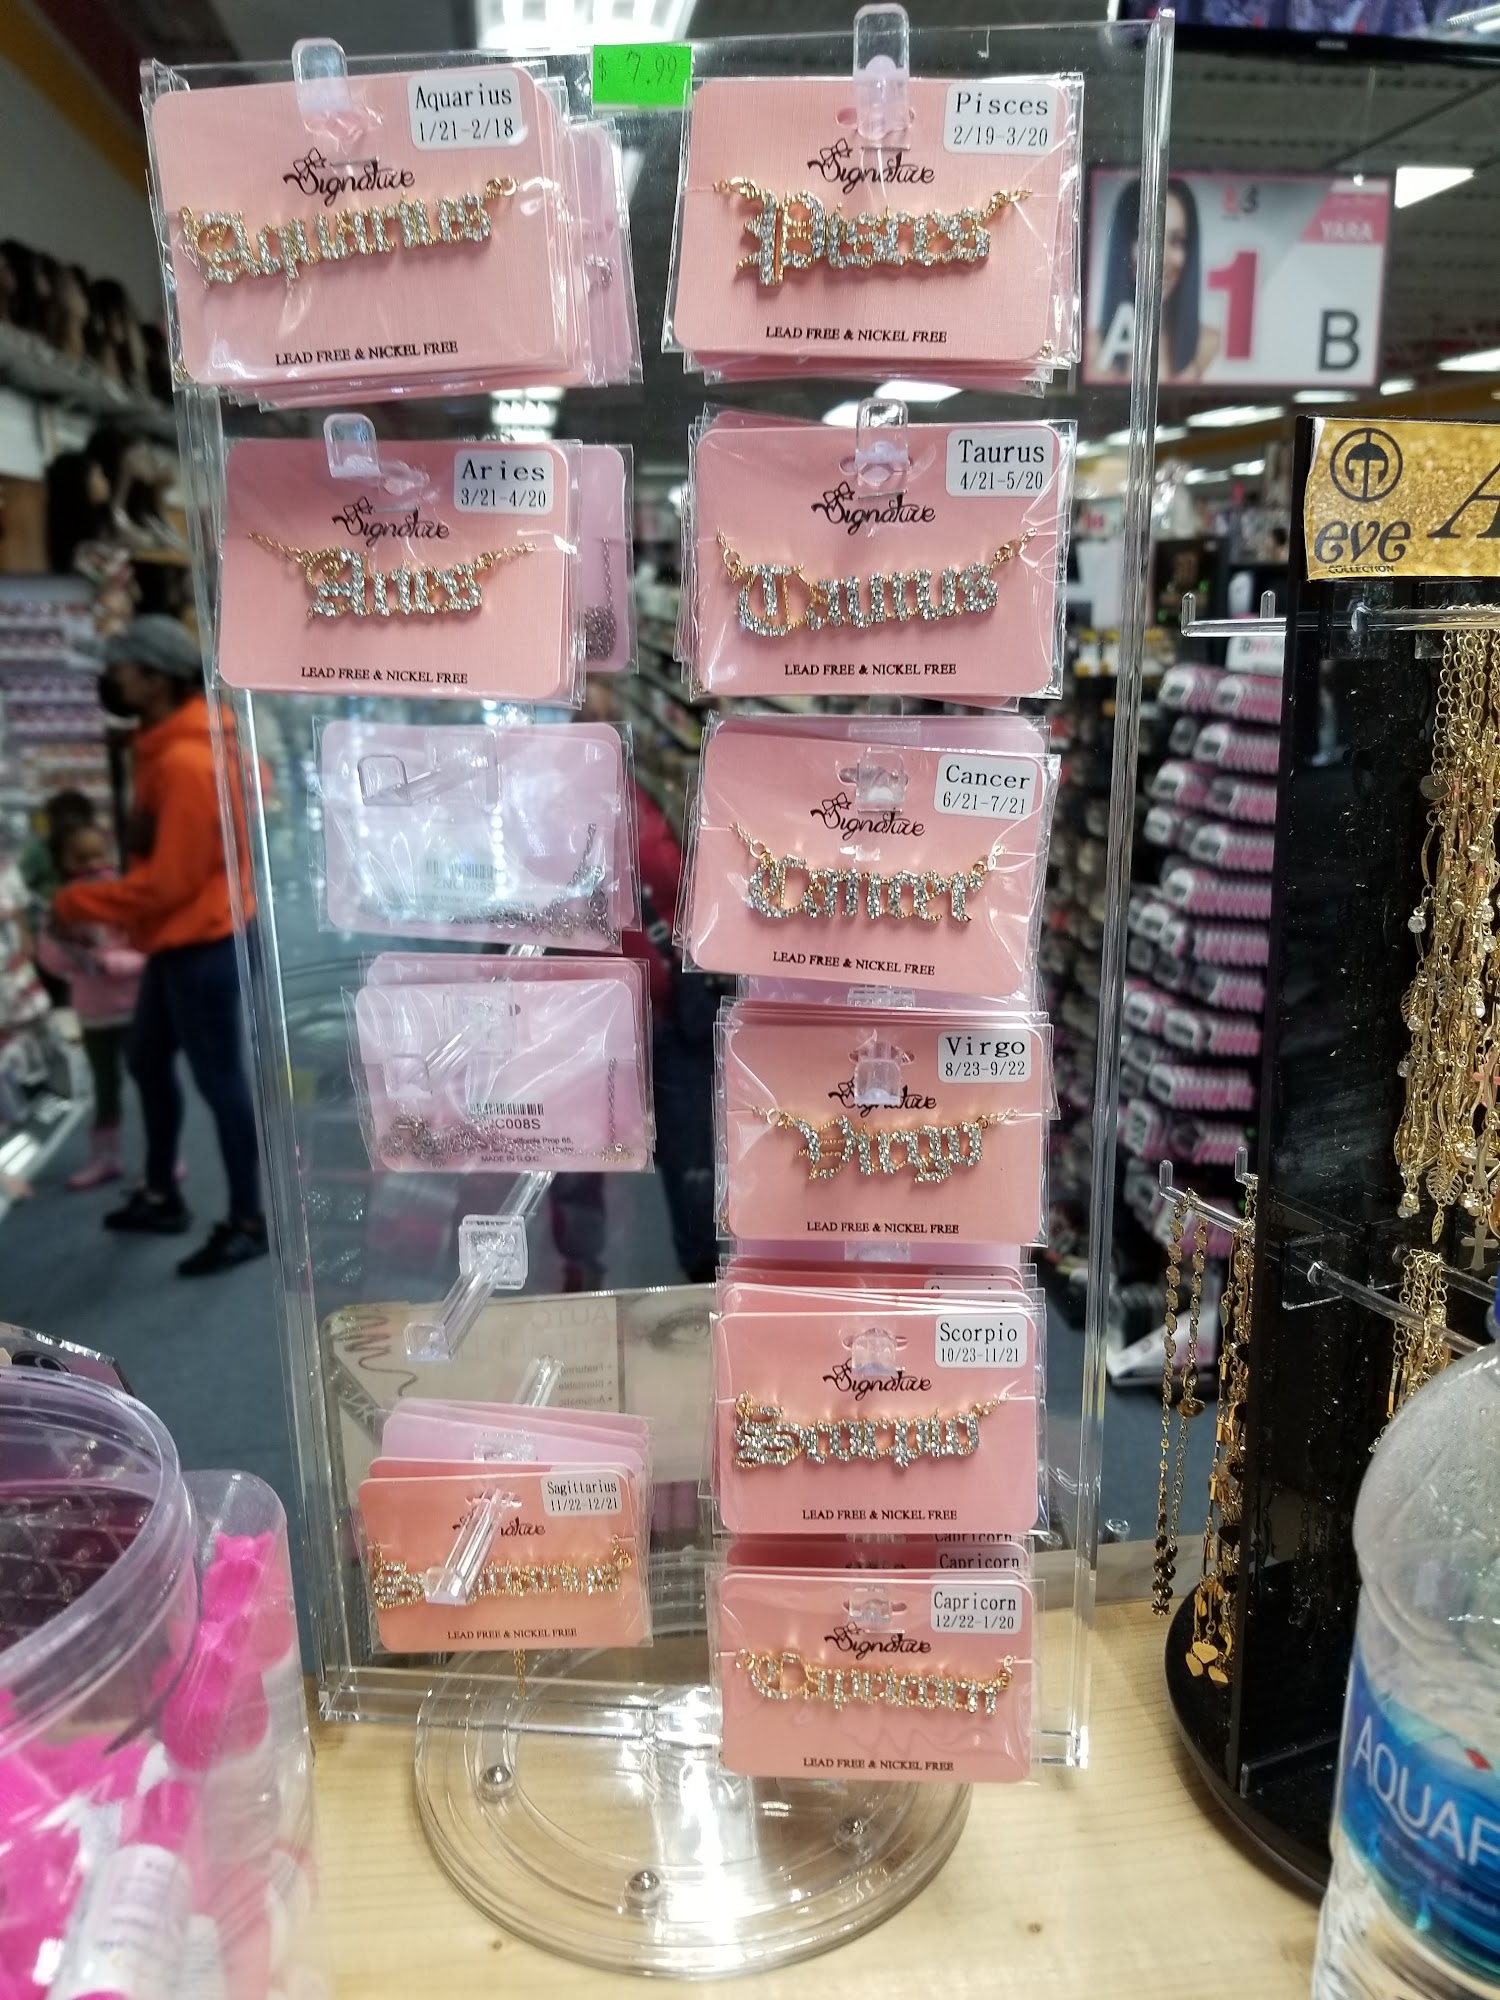 $ 7.99
Aquarius
1/21-2/18
Signature
Aquarius
LEAD FREE & NICKEL FREE
Pisces
2/19-3/20
Signature
Pisces
LEAD FREE & NICKEL FREE
YARA
A
1
B
Aries
3/21-4/20
Signature
Aries
LEAD FREE & NICKEL FREE
Taurus
4/21-5/20
Signature
Taurus
LEAD FREE & NICKEL FREE
eve
COLLECTION
Cancer
6/21-7/21
Signature
Cancer
LEAD FREE & NICKEL FREE
Virgo
8/23-9/22
Signature
Virgo
LEAD FREE & NICKEL FREE
Scorpio
10/23-11/21
Signature
Scorpio
LEAD FREE & NICKEL FREE
Sagittarius
11/22-12/21
LEAD FREE & NICKEL FREE
Capricorn
Capricorn
Capricorn
12/22-1/20
Signature
Capricorn
LEAD FREE & NICKEL FREE
AQUAF